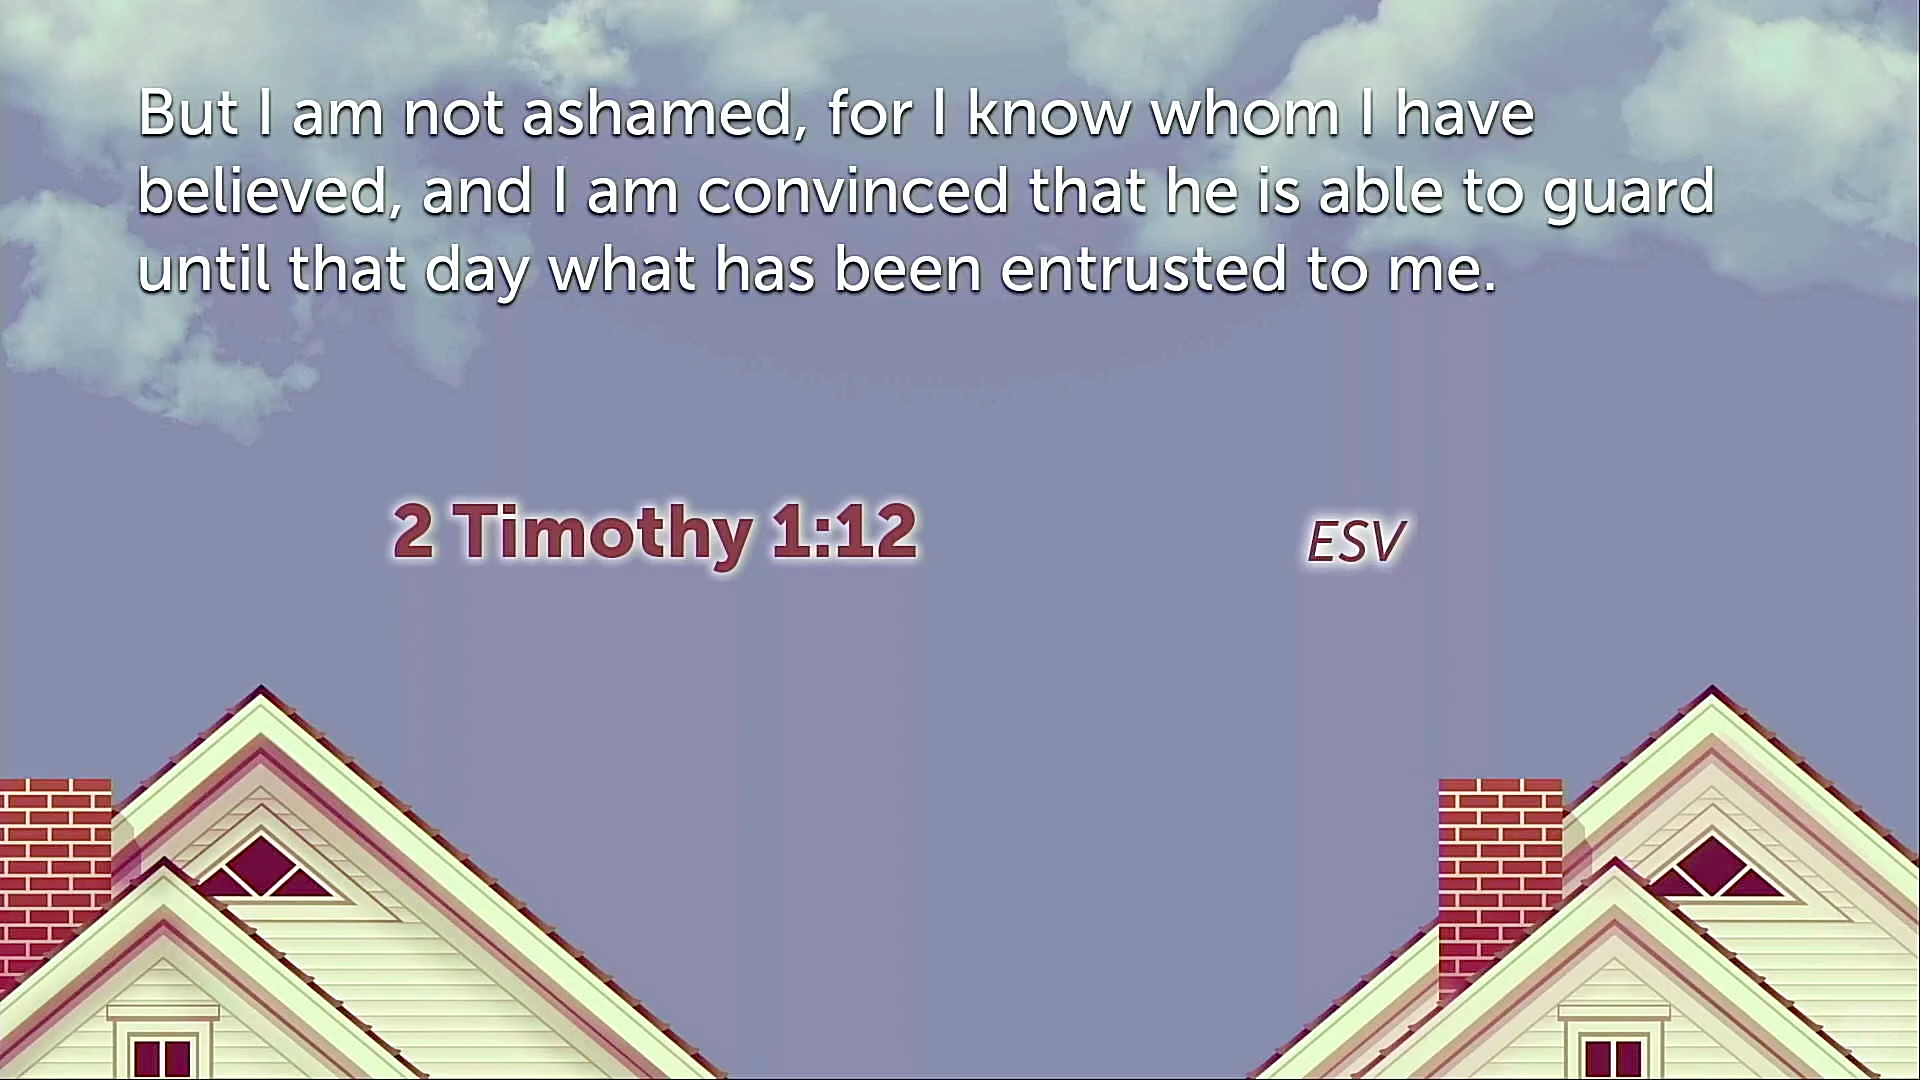 But I am not ashamed, for I know whom I have
believed, and I am convinced that he is able to guard
until that day what has been entrusted to me.
2 Timothy 1:12 ESV